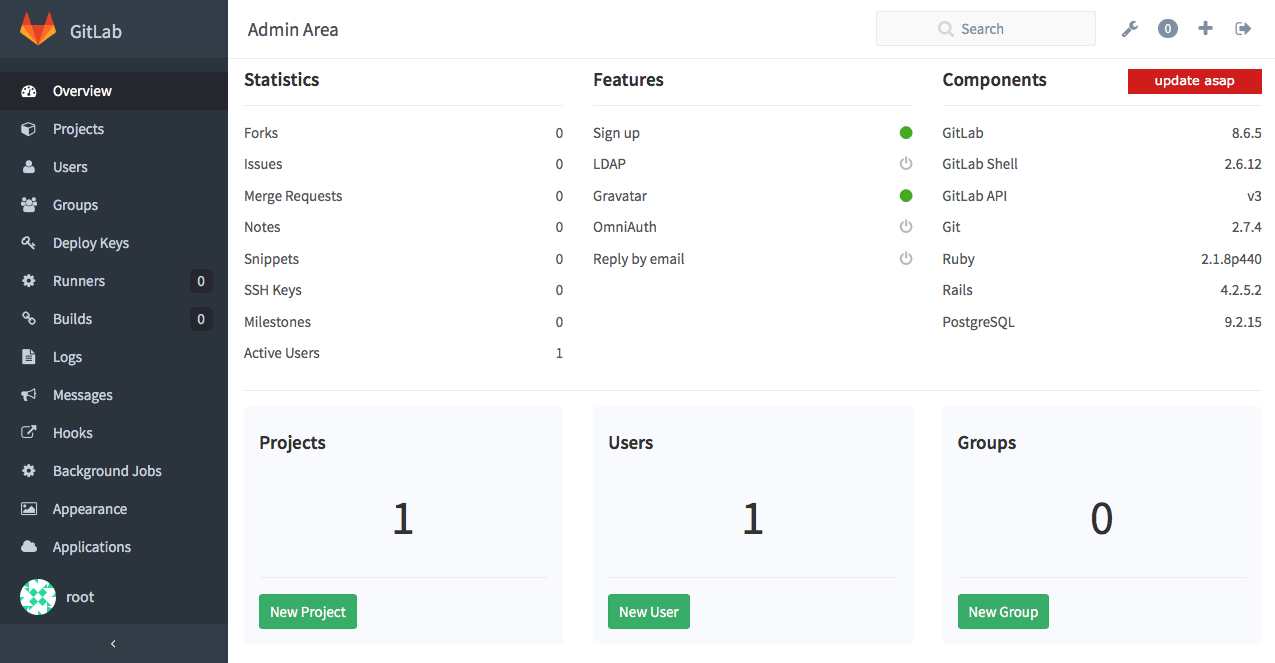 GitLab
Admin Area
Search
0
Overview
Projects
Users
Groups
Deploy Keys
Runners 0
Builds 0
Logs
Messages
Hooks
Background Jobs
Appearance
Applications
root
Statistics
Forks 0
Issues 0
Merge Requests 0
Notes 0
Snippets 0
SSH Keys 0
Milestones 0
Active Users 1
Features
Sign up
LDAP
Gravatar
OmniAuth
Reply by email
Components
update asap
GitLab 8.6.5
GitLab Shell 2.6.12
GitLab API v3
Git 2.7.4
Ruby 2.1.8p440
Rails 4.2.5.2
PostgreSQL 9.2.15
Projects
1
New Project
Users
1
New User
Groups
0
New Group